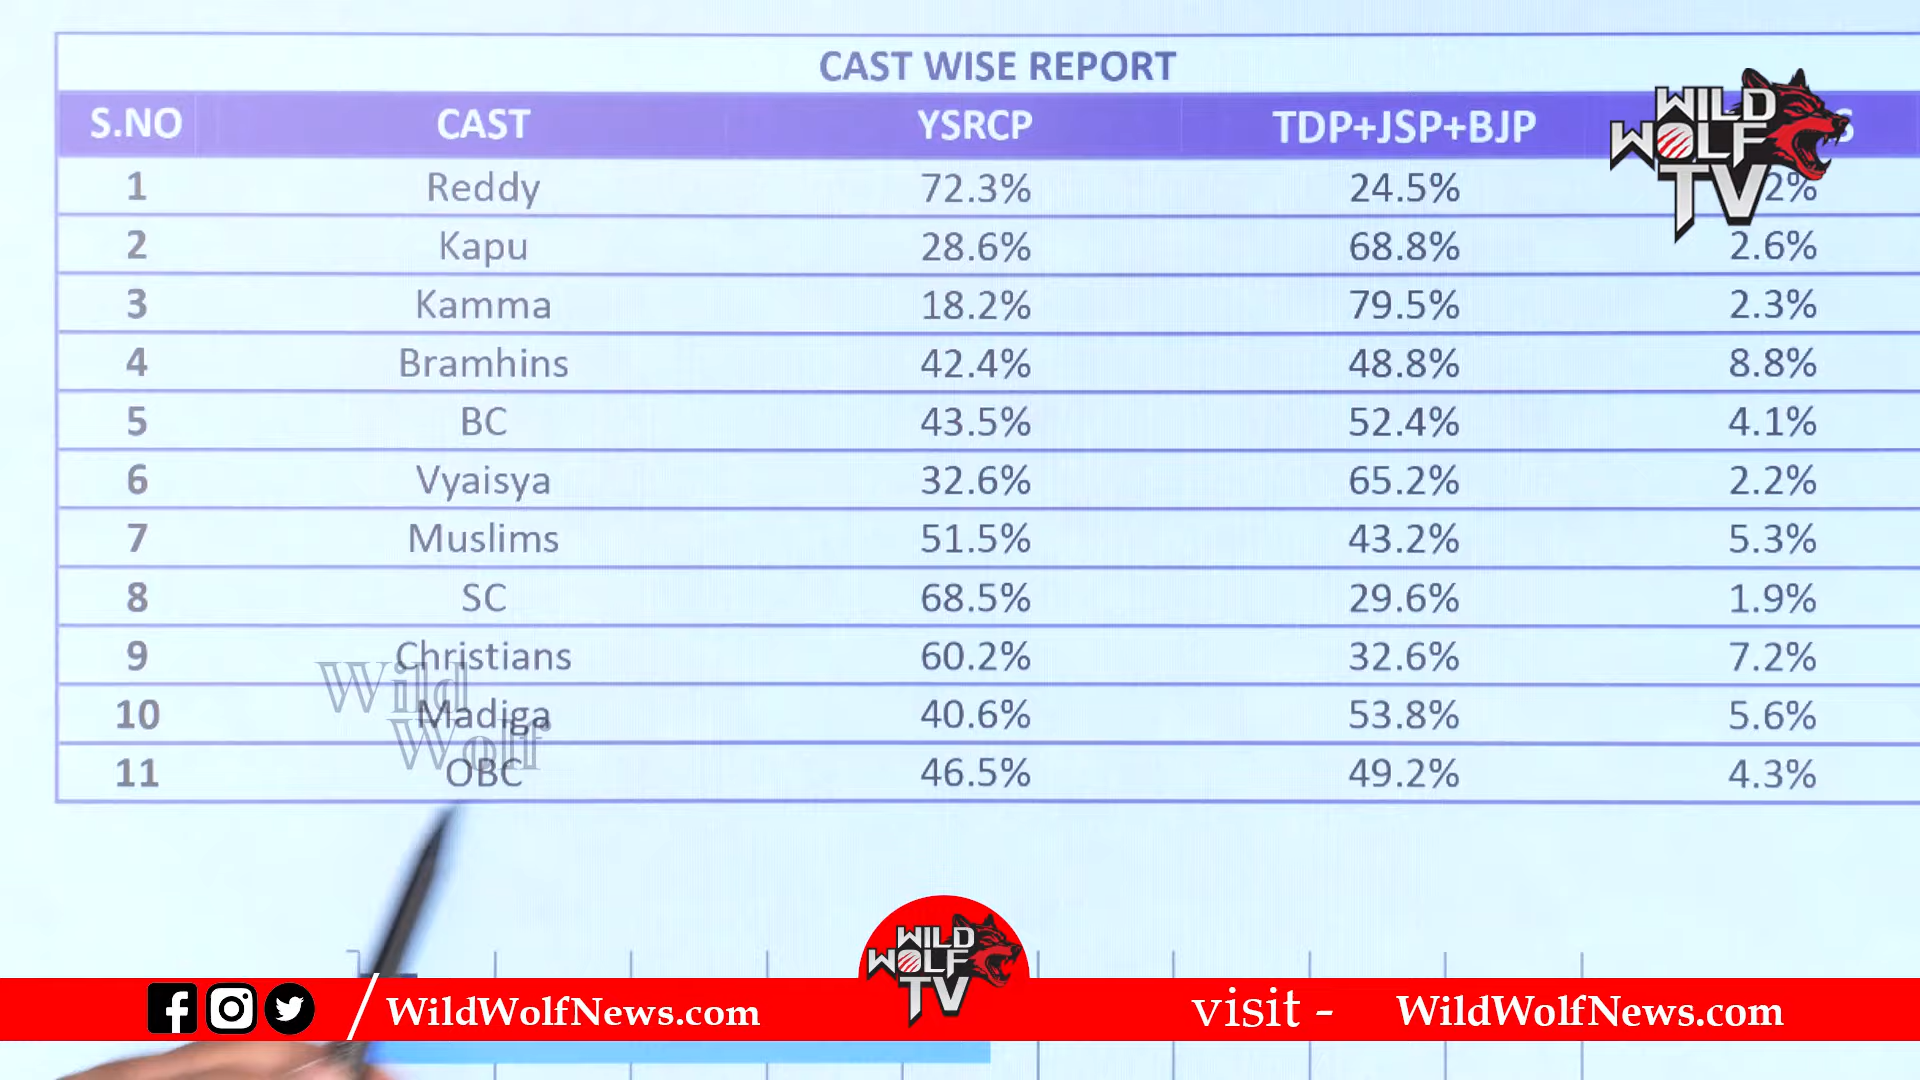 CAST WISE REPORT
S.NO CAST YSRCP TDP+JSP+BJP
1 Reddy 72.3% 24.5% 2%
2 Kapu 28.6% 68.8% 2.6%
3 Kamma 18.2% 79.5% 2.3%
4 Bramhins 42.4% 48.8% 8.8%
5 BC 43.5% 52.4% 4.1%
6 Vyaisya 32.6% 65.2% 2.2%
7 Muslims 51.5% 43.2% 5.3%
8 SC 68.5% 29.6% 1.9%
9 Christians 60.2% 32.6% 7.2%
10 Madiga 40.6% 53.8% 5.6%
11 OBC 46.5% 49.2% 4.3%
WILD
WOLF
TV
Wild
Wolf
WILD
WOLF
TV
WildWolfNews.com
visit - WildWolfNews.com